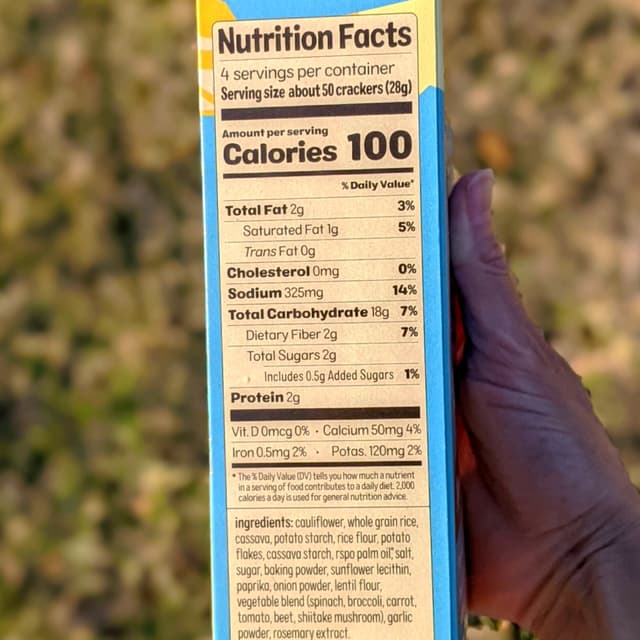 Nutrition Facts
4 servings per container
Serving size about 50 crackers (28g)
Amount per serving
Calories 100
% Daily Value*
Total Fat 2g 3%
Saturated Fat 1g 5%
Trans Fat 0g
Cholesterol 0mg 0%
Sodium 325mg 14%
Total Carbohydrate 18g 7%
Dietary Fiber 2g 7%
Total Sugars 2g
Includes 0.5g Added Sugars 1%
Protein 2g
Vit. D 0mcg 0% · Calcium 50mg 4%
Iron 0.5mg 2% · Potas. 120mg 2%
* The % Daily Value (DV) tells you how much a nutrient
in a serving of food contributes to a daily diet. 2,000
calories a day is used for general nutrition advice.
ingredients: cauliflower, whole grain rice,
cassava, potato starch, rice flour, potato
flakes, cassava starch, rspo palm oil*, salt,
sugar, baking powder, sunflower lecithin,
paprika, onion powder, lentil flour,
vegetable blend (spinach, broccoli, carrot,
tomato, beet, shiitake mushroom), garlic
powder, rosemary extract.